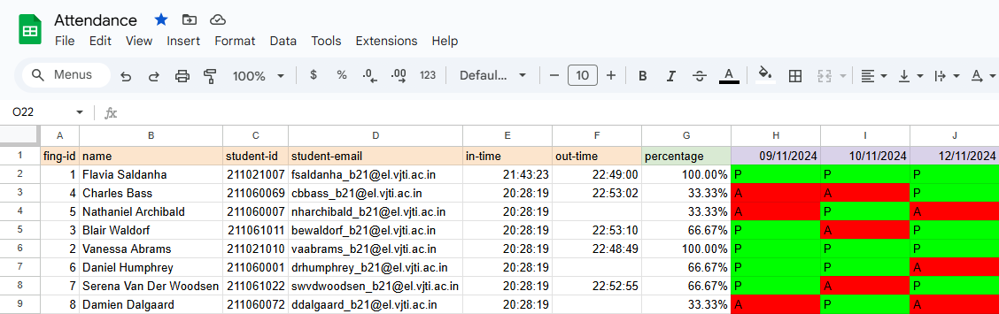 Attendance
File Edit View Insert Format Data Tools Extensions Help
Menus 100% $ % .0 .00 123 Defaul... − 10 + B I S A A
O22 fx
A B C D E F G H I J
1 fing-id name student-id student-email in-time out-time percentage 09/11/2024 10/11/2024 12/11/2024
2 1 Flavia Saldanha 211021007 fsaldanha_b21@el.vjti.ac.in 21:43:23 22:49:00 100.00% P P P
3 4 Charles Bass 211060069 cbbass_b21@el.vjti.ac.in 20:28:19 22:53:02 33.33% A A P
4 5 Nathaniel Archibald 211060007 nharchibald_b21@el.vjti.ac.in 20:28:19 33.33% A P A
5 3 Blair Waldorf 211061011 bewaldorf_b21@el.vjti.ac.in 20:28:19 22:53:10 66.67% P A P
6 2 Vanessa Abrams 211021010 vaabrams_b21@el.vjti.ac.in 20:28:19 22:48:49 100.00% P P P
7 6 Daniel Humphrey 211060001 drhumphrey_b21@el.vjti.ac.in 20:28:19 66.67% P P A
8 7 Serena Van Der Woodsen 211061022 swvdwoodsen_b21@el.vjti.ac.in 20:28:19 22:52:55 66.67% P A P
9 8 Damien Dalgaard 211060072 ddalgaard_b21@el.vjti.ac.in 20:28:19 33.33% A P A